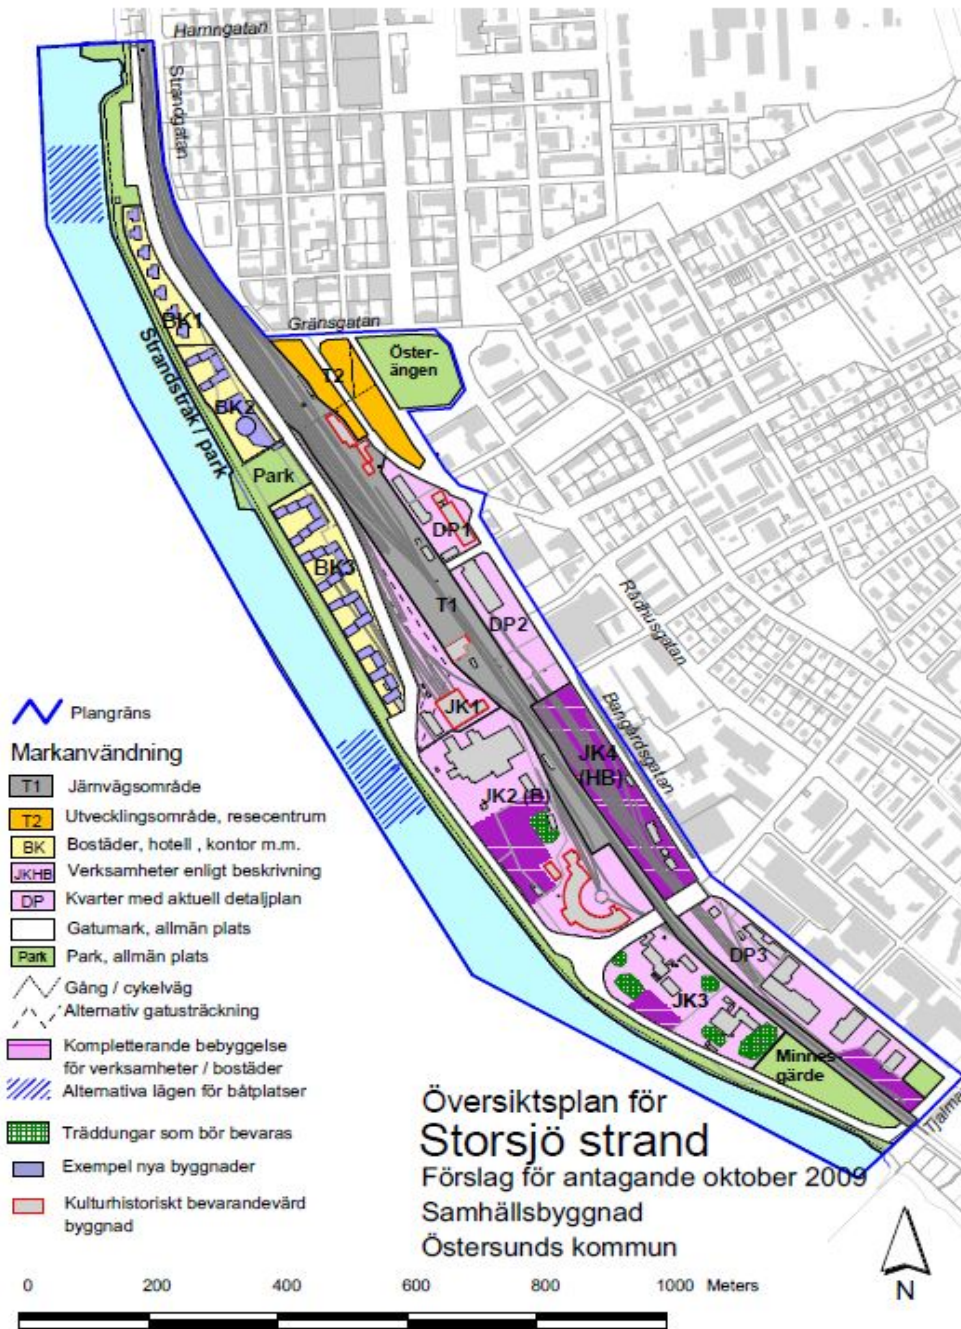 Hamngatan
Strandgatan
Gränsgatan
BK1
Strandstråk / park
T2
Öster-
ängen
BK2
Park
DP1
BK3
T1
DP2
Rådhusgatan
JK1
Bangårdsgatan
JK4
(HB)
JK2 (B)
DP3
JK3
Minnes-
gärde
Tjalma
Plangräns
Markanvändning
T1 Järnvägsområde
T2 Utvecklingsområde, resecentrum
BK Bostäder, hotell , kontor m.m.
JKHB Verksamheter enligt beskrivning
DP Kvarter med aktuell detaljplan
Gatumark, allmän plats
Park Park, allmän plats
Gång / cykelväg
Alternativ gatusträckning
Kompletterande bebyggelse
för verksamheter / bostäder
Alternativa lägen för båtplatser
Träddungar som bör bevaras
Exempel nya byggnader
Kulturhistoriskt bevarandevärd
byggnad
Översiktsplan för
Storsjö strand
Förslag för antagande oktober 2009
Samhällsbyggnad
Östersunds kommun
N
0 200 400 600 800 1000 Meters